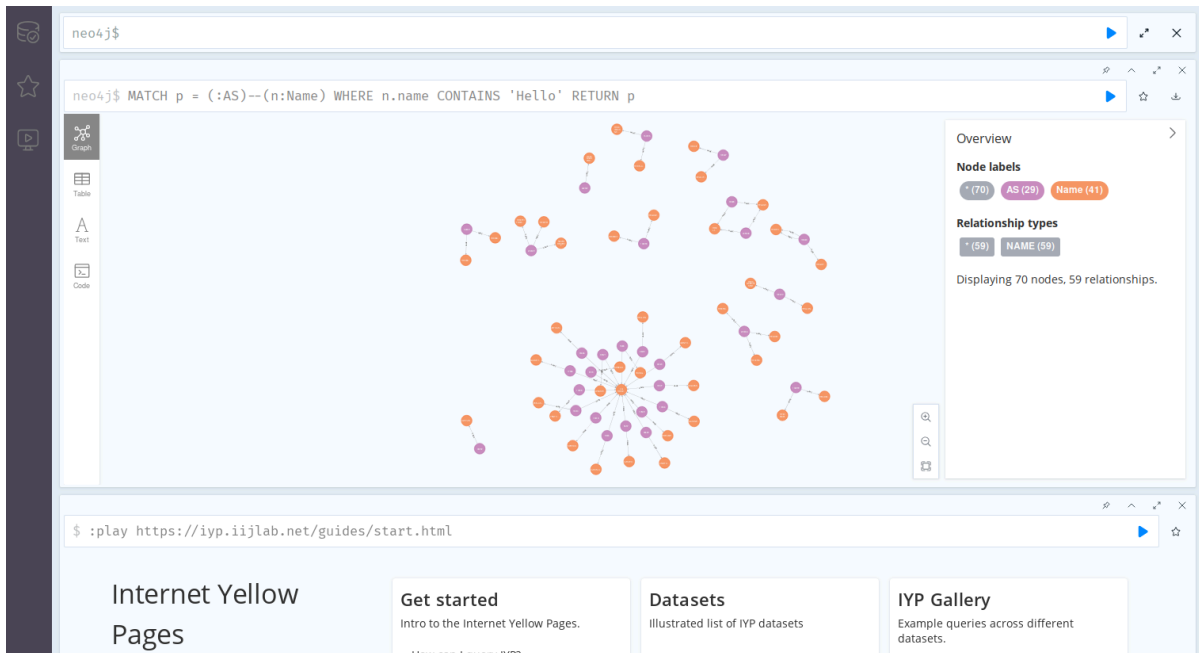 neo4j$
neo4j$ MATCH p = (:AS)--(n:Name) WHERE n.name CONTAINS 'Hello' RETURN p
Graph
Table
Text
Code
Overview
Node labels
* (70) AS (29) Name (41)
Relationship types
* (59) NAME (59)
Displaying 70 nodes, 59 relationships.
$ :play https://iyp.iijlab.net/guides/start.html
Internet Yellow
Pages
Get started
Intro to the Internet Yellow Pages.
Datasets
Illustrated list of IYP datasets
IYP Gallery
Example queries across different
datasets.